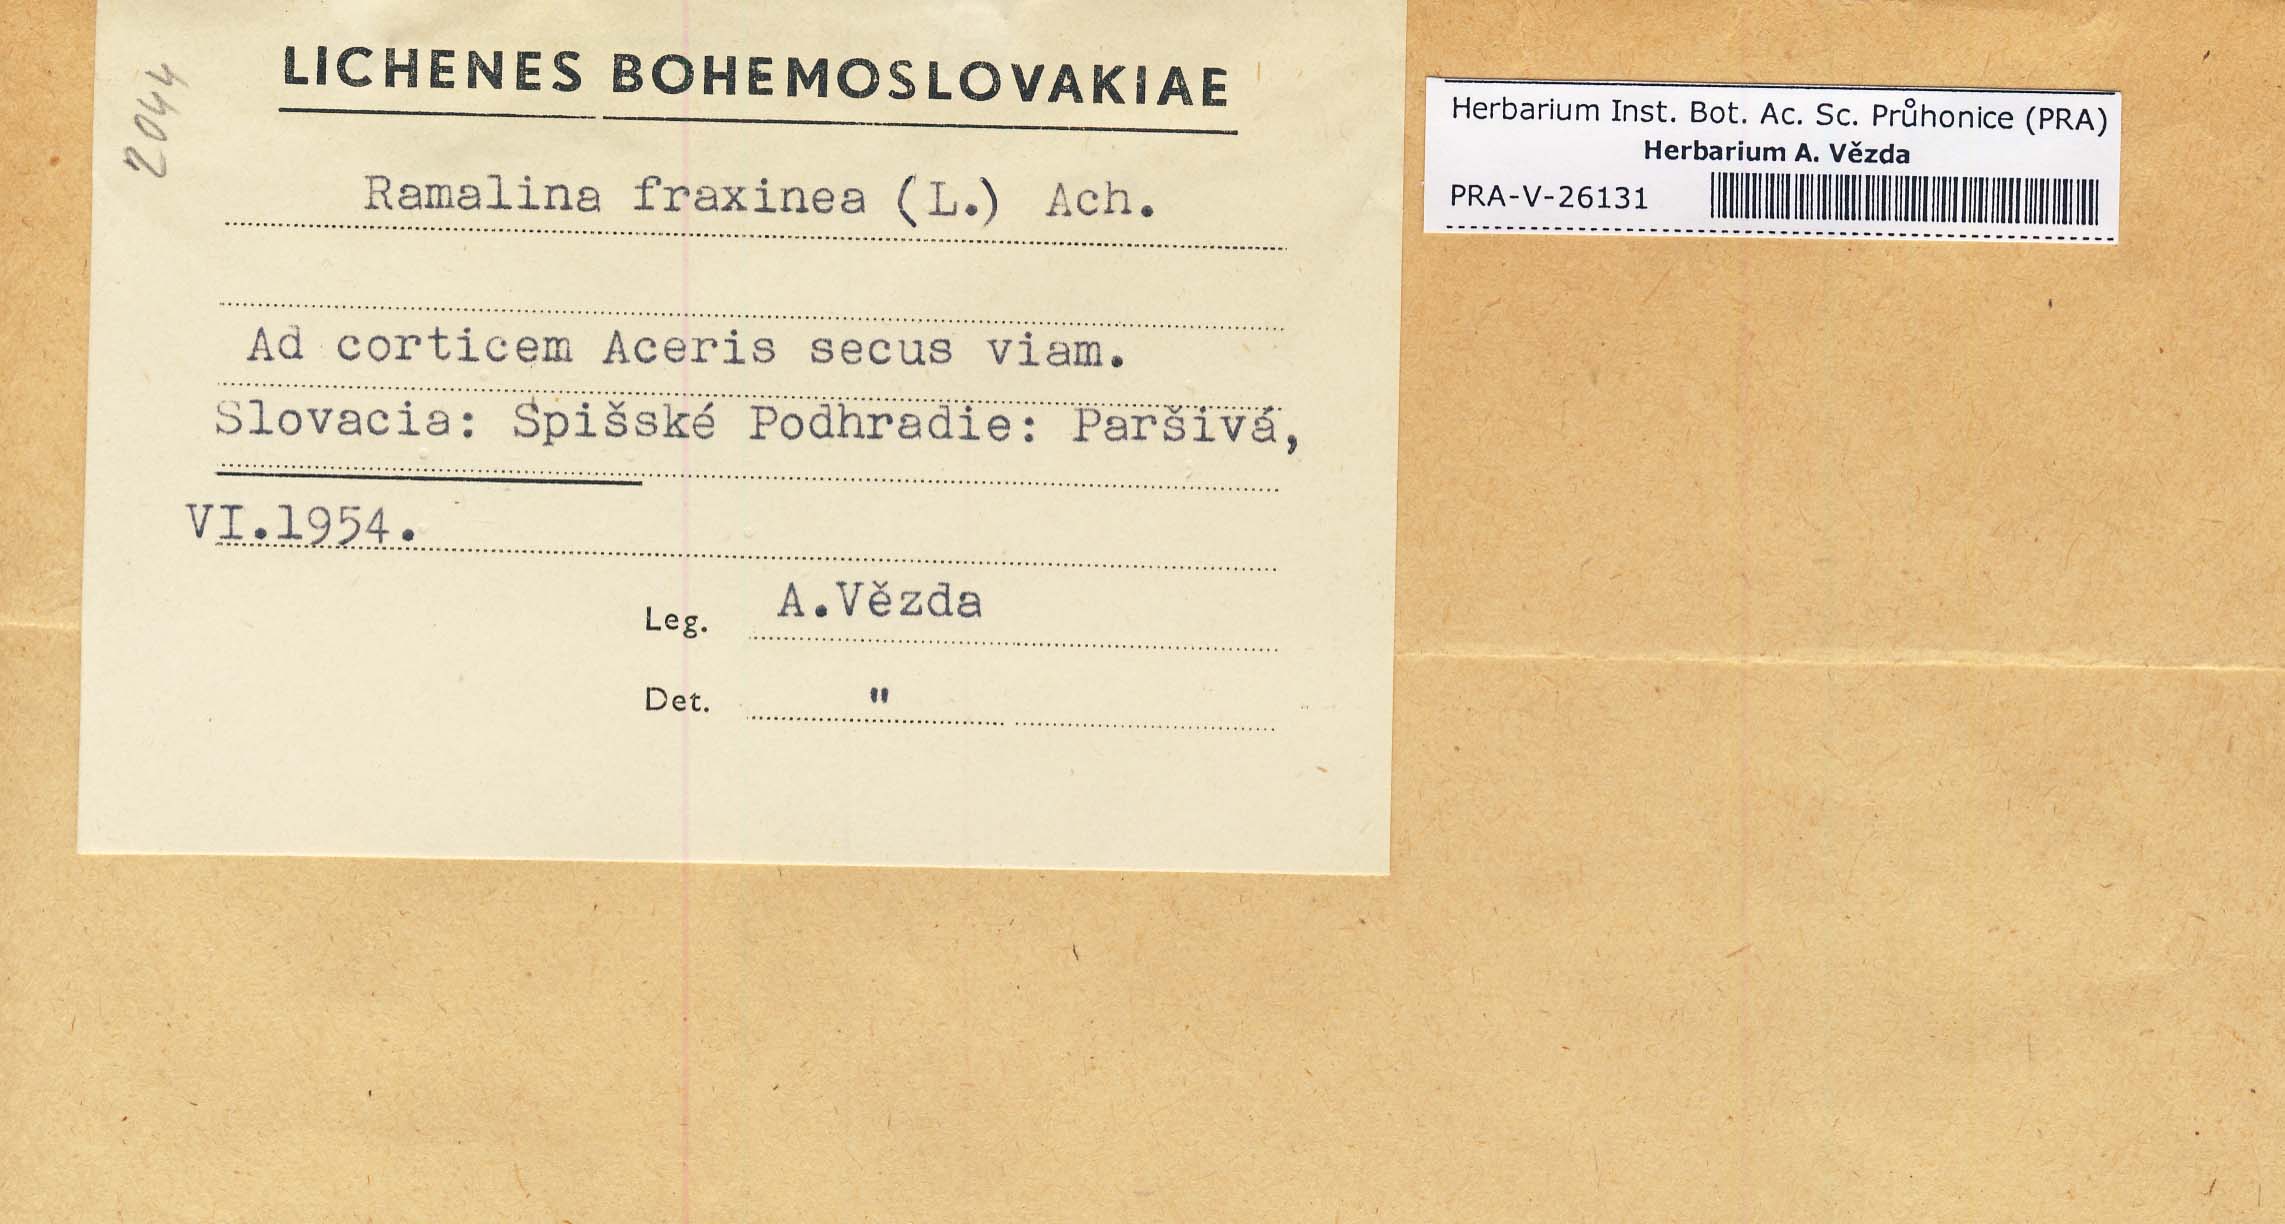 2044
LICHENES BOHEMOSLOVAKIAE
Ramalina fraxinea (L.) Ach.
Ad corticem Aceris secus viam.
Slovacia: Spišské Podhradie: Paršivá,
VI.1954.
Leg. A.Vězda
Det. "
Herbarium Inst. Bot. Ac. Sc. Průhonice (PRA)
Herbarium A. Vězda
PRA-V-26131